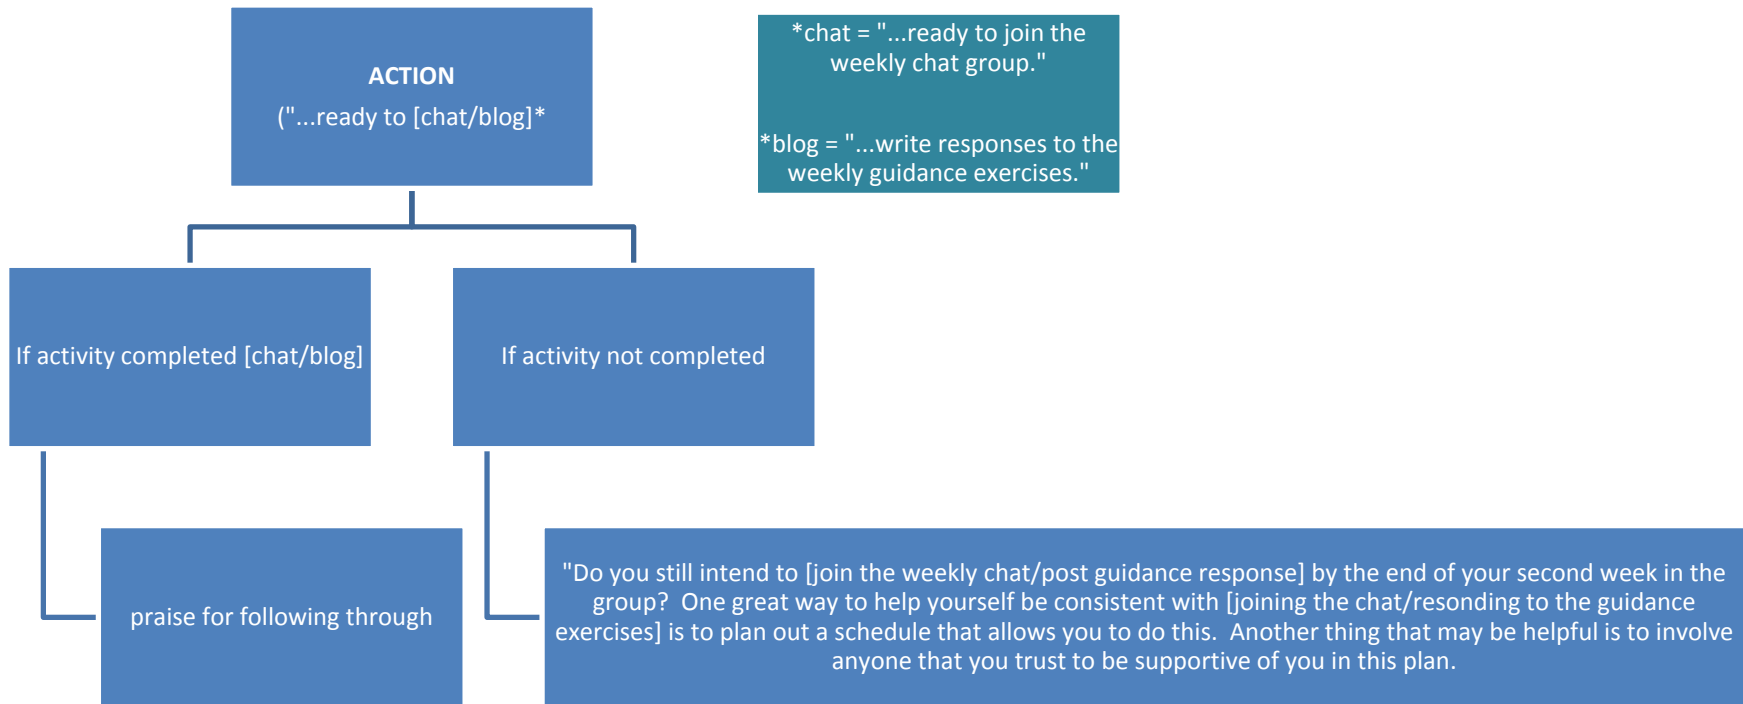 ACTION
("...ready to [chat/blog]*
*chat = "...ready to join the
weekly chat group."
*blog = "...write responses to the
weekly guidance exercises."
If activity completed [chat/blog]
If activity not completed
praise for following through
"Do you still intend to [join the weekly chat/post guidance response] by the end of your second week in the
group?  One great way to help yourself be consistent with [joining the chat/resonding to the guidance
exercises] is to plan out a schedule that allows you to do this.  Another thing that may be helpful is to involve
anyone that you trust to be supportive of you in this plan.